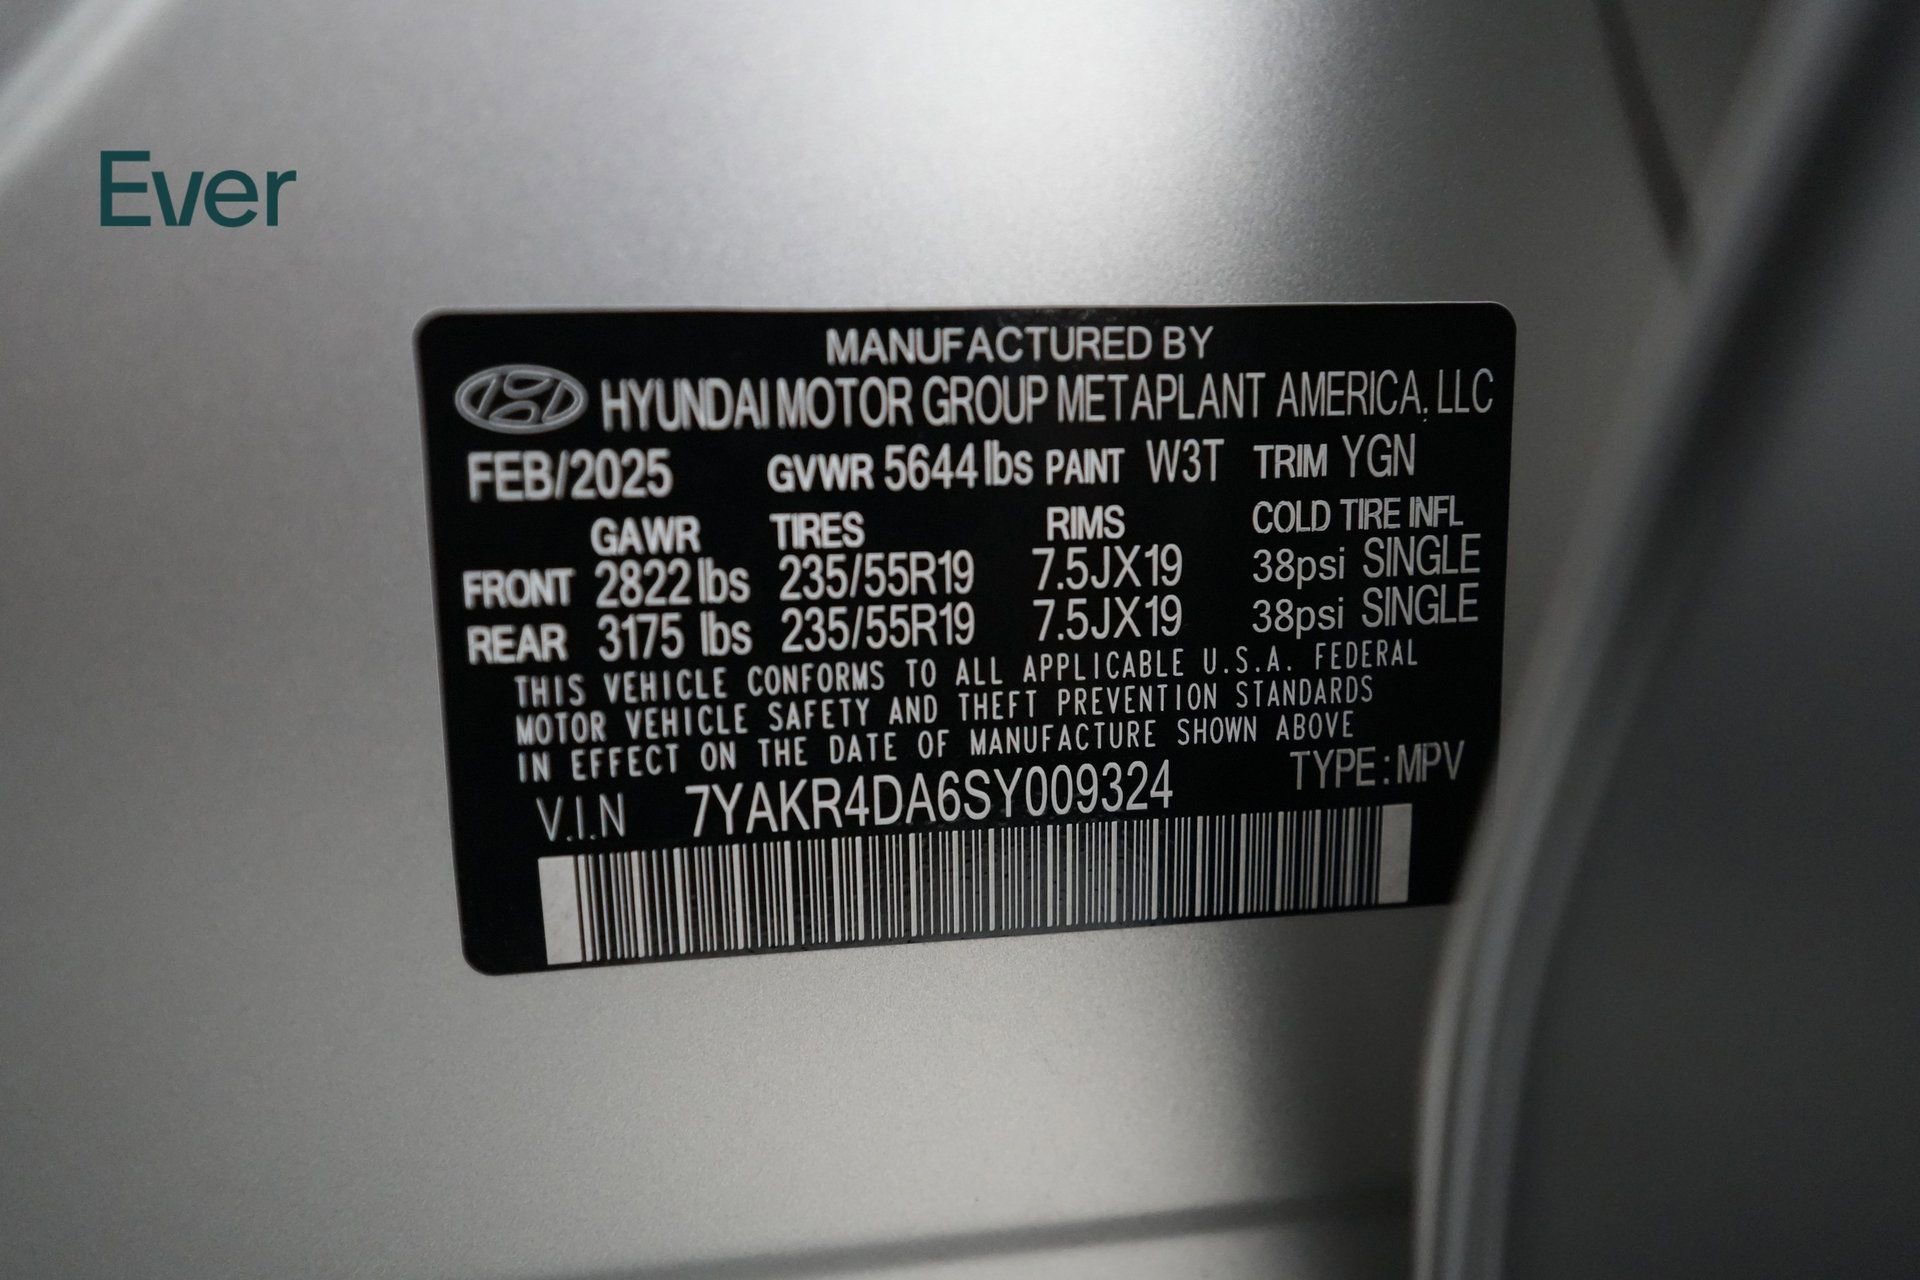 Ever
MANUFACTURED BY
HYUNDAI MOTOR GROUP METAPLANT AMERICA, LLC
FEB/2025 GVWR 5644 lbs PAINT W3T TRIM YGN
GAWR TIRES RIMS COLD TIRE INFL
FRONT 2822 lbs 235/55R19 7.5JX19 38psi SINGLE
REAR 3175 lbs 235/55R19 7.5JX19 38psi SINGLE
THIS VEHICLE CONFORMS TO ALL APPLICABLE U.S.A. FEDERAL
MOTOR VEHICLE SAFETY AND THEFT PREVENTION STANDARDS
IN EFFECT ON THE DATE OF MANUFACTURE SHOWN ABOVE
V.I.N 7YAKR4DA6SY009324 TYPE:MPV